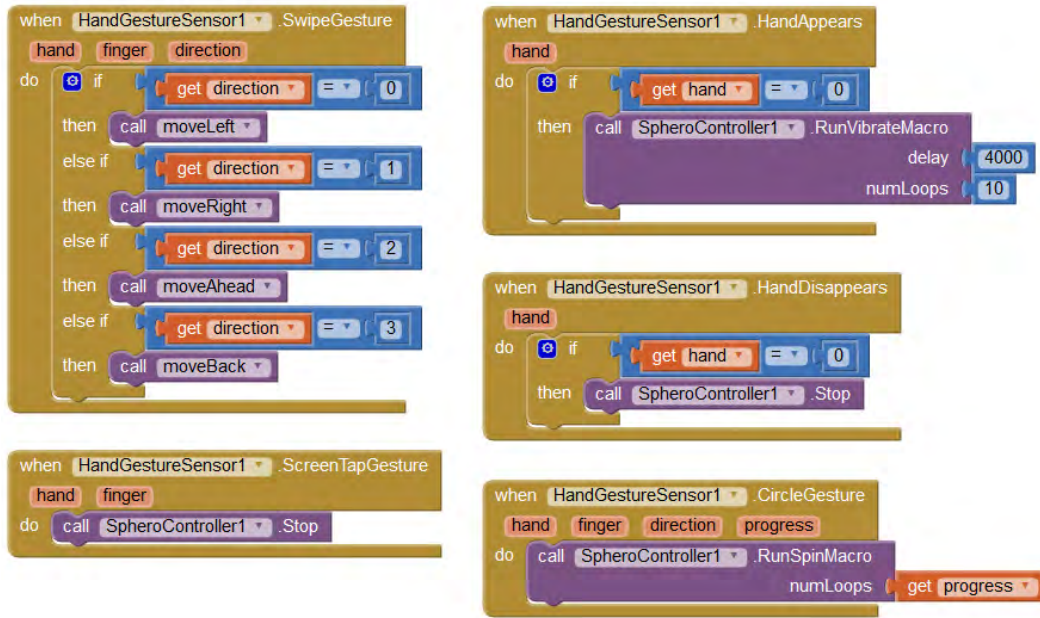 when HandGestureSensor1 .SwipeGesture
hand finger direction
do if get direction = 0
then call moveLeft
else if get direction = 1
then call moveRight
else if get direction = 2
then call moveAhead
else if get direction = 3
then call moveBack
when HandGestureSensor1 .ScreenTapGesture
hand finger
do call SpheroController1 .Stop
when HandGestureSensor1 .HandAppears
hand
do if get hand = 0
then call SpheroController1 .RunVibrateMacro
delay 4000
numLoops 10
when HandGestureSensor1 .HandDisappears
hand
do if get hand = 0
then call SpheroController1 .Stop
when HandGestureSensor1 .CircleGesture
hand finger direction progress
do call SpheroController1 .RunSpinMacro
numLoops get progress